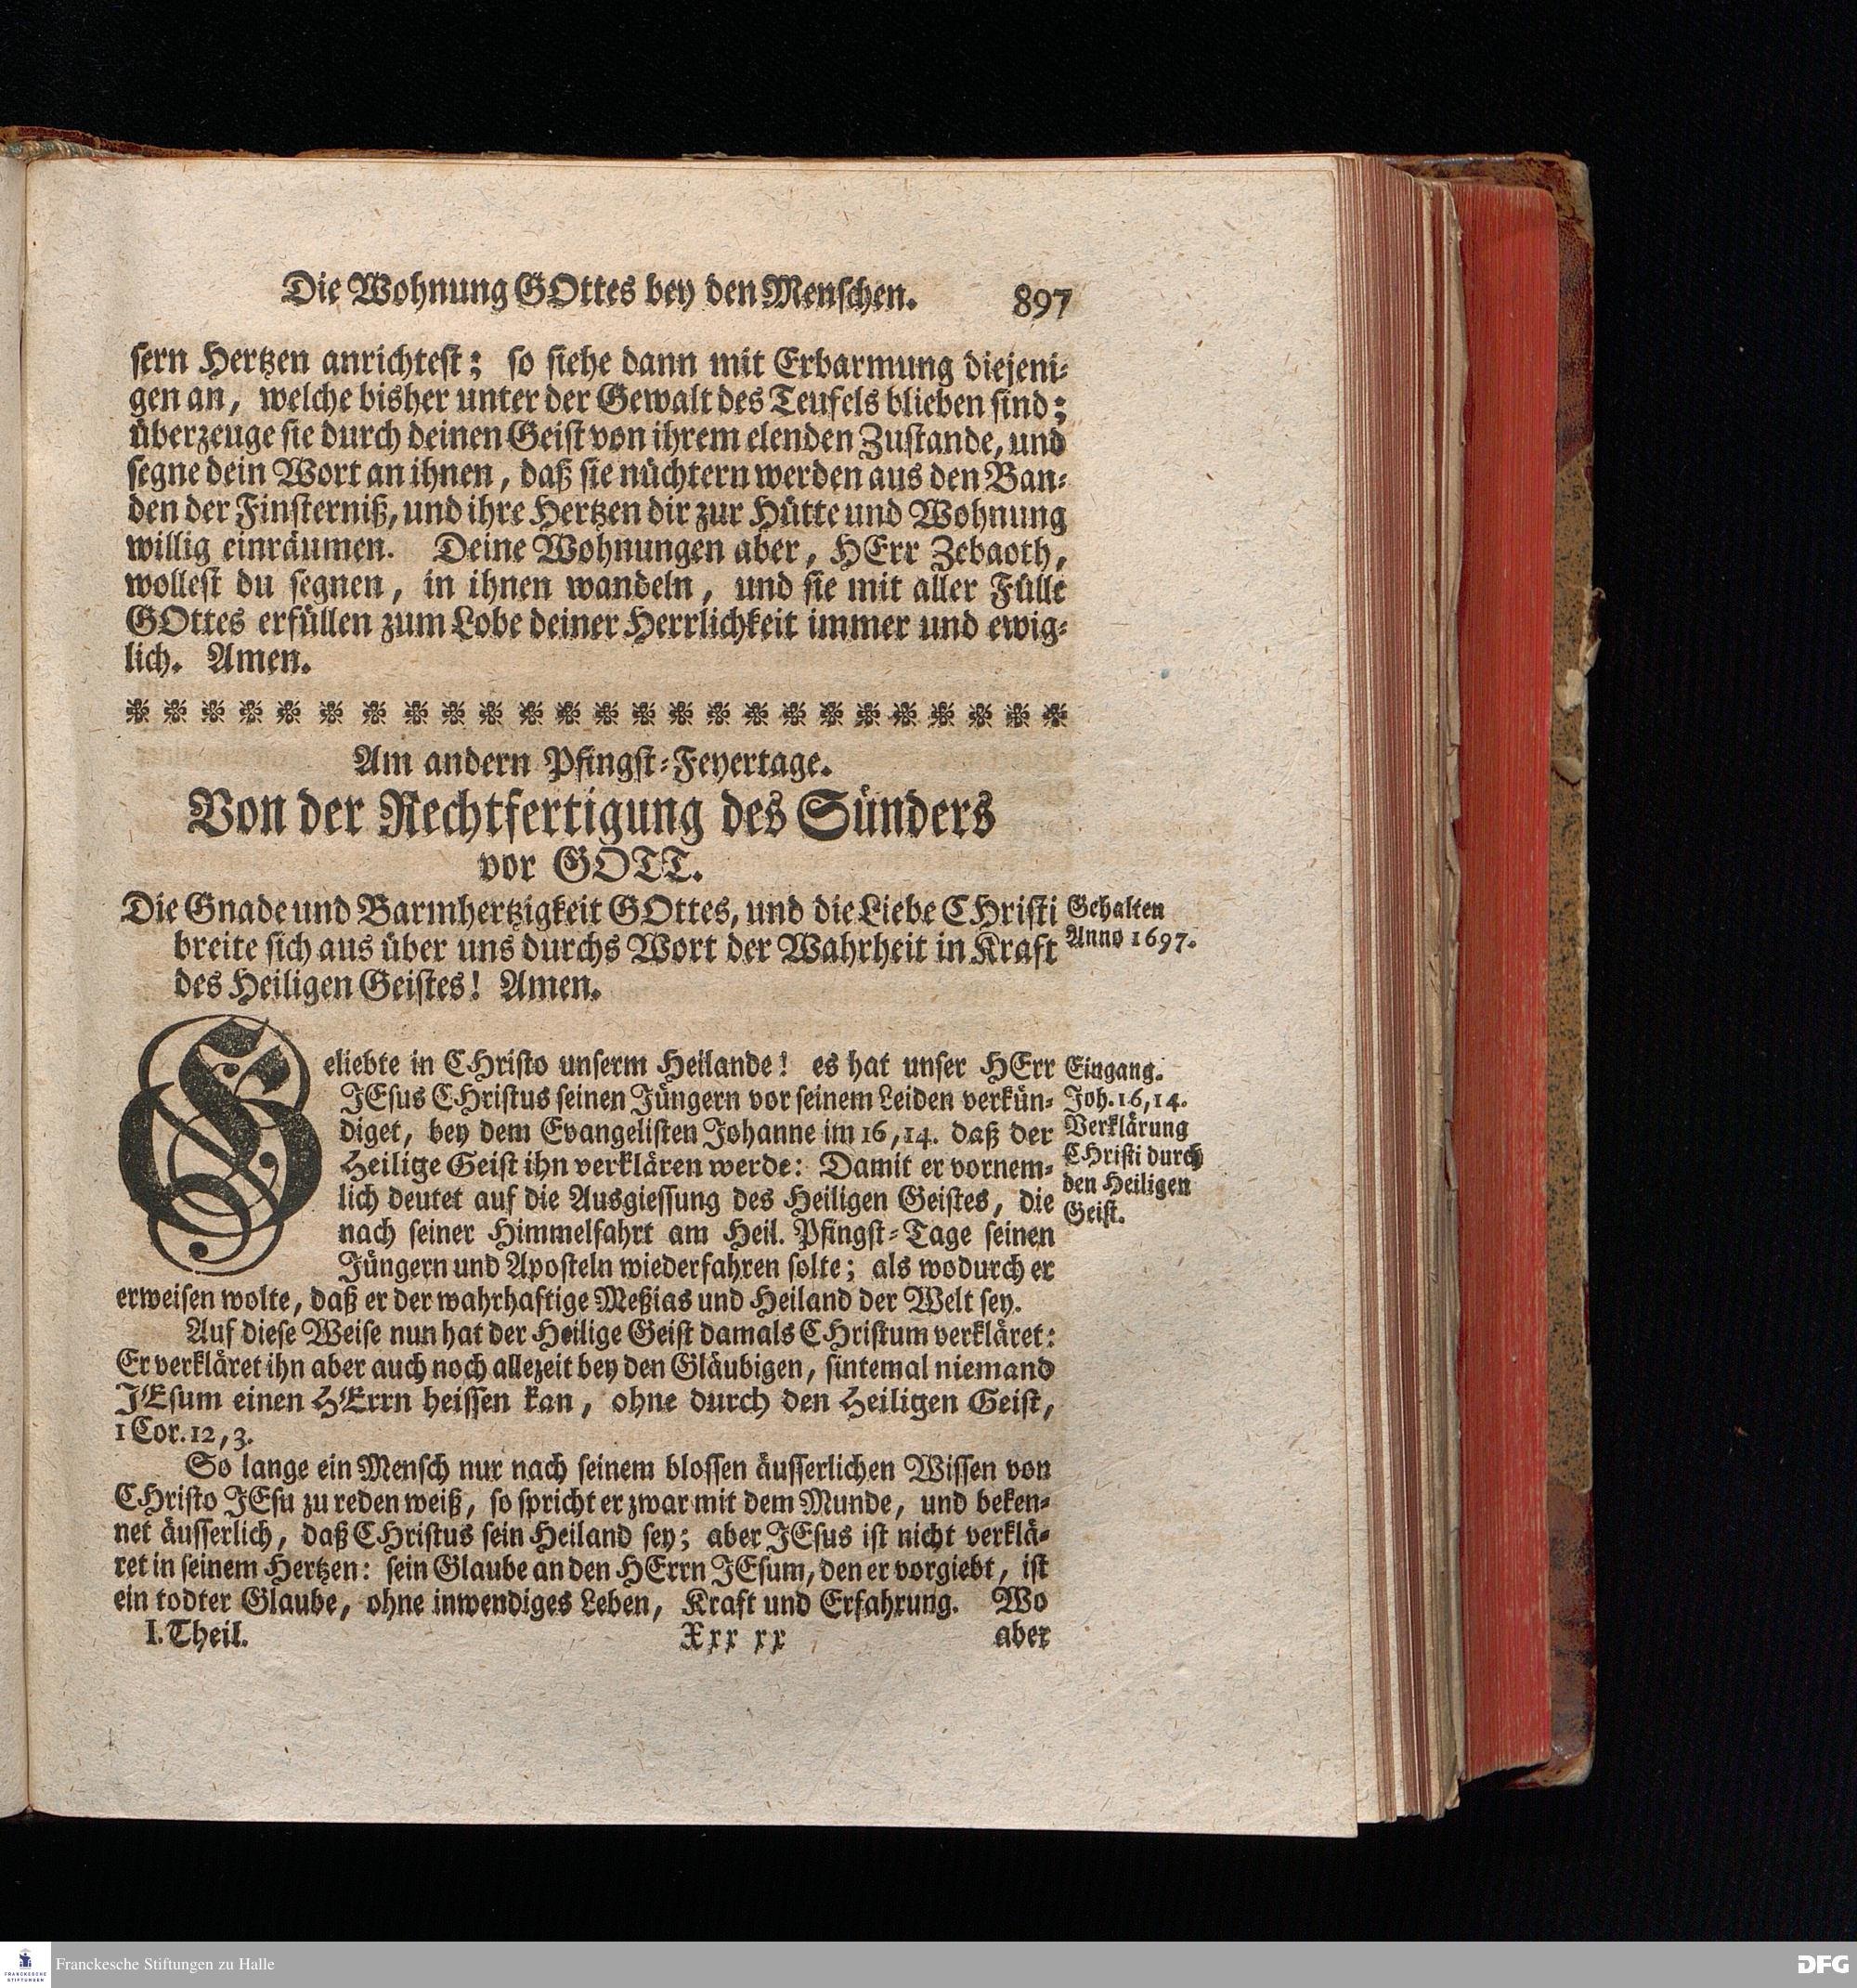 Die Wohnung GOttes bey den Menschen. 897
sern Hertzen anrichtest; so siehe dann mit Erbarmung diejeni-
gen an, welche bisher unter der Gewalt des Teufels blieben sind;
überzeuge sie durch deinen Geist von ihrem elenden Zustande, und
segne dein Wort an ihnen, daß sie nüchtern werden aus den Ban-
den der Finsterniß, und ihre Hertzen dir zur Hütte und Wohnung
willig einräumen. Deine Wohnungen aber, HErr Zebaoth,
wollest du segnen, in ihnen wandeln, und sie mit aller Fülle
GOttes erfüllen zum Lobe deiner Herrlichkeit immer und ewig-
lich. Amen.
Am andern Pfingst-Feyertage.
Von der Rechtfertigung des Sünders
vor GOTT.
Die Gnade und Barmhertzigkeit GOttes, und die Liebe CHristi
breite sich aus über uns durchs Wort der Wahrheit in Kraft
des Heiligen Geistes! Amen.
Gehalten
Anno 1697.
Geliebte in CHristo unserm Heilande! es hat unser HErr
JEsus CHristus seinen Jüngern vor seinem Leiden verkün-
diget, bey dem Evangelisten Johanne im 16, 14. daß der
Heilige Geist ihn verklären werde: Damit er vornem-
lich deutet auf die Ausgiessung des Heiligen Geistes, die
nach seiner Himmelfahrt am Heil. Pfingst-Tage seinen
Jüngern und Aposteln wiederfahren solte; als wodurch er
erweisen wolte, daß er der wahrhaftige Meßias und Heiland der Welt sey.
Eingang.
Joh. 16, 14.
Verklärung
CHristi durch
den Heiligen
Geist.
Auf diese Weise nun hat der Heilige Geist damals CHristum verkläret:
Er verkläret ihn aber auch noch allezeit bey den Gläubigen, sintemal niemand
JEsum einen HErrn heissen kan, ohne durch den Heiligen Geist,
1 Cor. 12, 3.
So lange ein Mensch nur nach seinem blossen äusserlichen Wissen von
CHristo JEsu zu reden weiß, so spricht er zwar mit dem Munde, und beken-
net äusserlich, daß CHristus sein Heiland sey; aber JEsus ist nicht verklä-
ret in seinem Hertzen: sein Glaube an den HErrn JEsum, den er vorgiebt, ist
ein todter Glaube, ohne inwendiges Leben, Kraft und Erfahrung. Wo
I. Theil. Xxx xx aber
FRANCKESCHE
STIFTUNGEN
Franckesche Stiftungen zu Halle
DFG